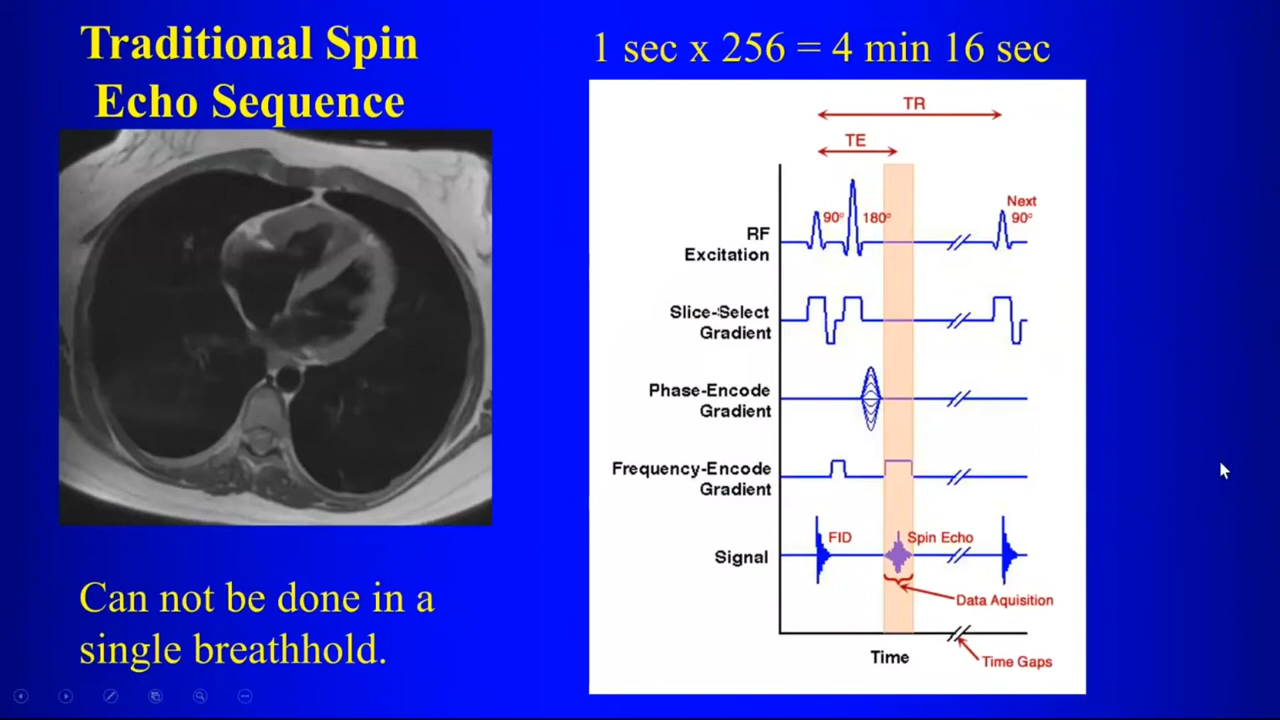 Traditional Spin
Echo Sequence
1 sec x 256 = 4 min 16 sec
TR
TE
90°
180°
Next
90°
RF
Excitation
Slice-Select
Gradient
Phase-Encode
Gradient
Frequency-Encode
Gradient
FID
Spin Echo
Signal
Data Aquisition
Time
Time Gaps
Can not be done in a
single breathhold.